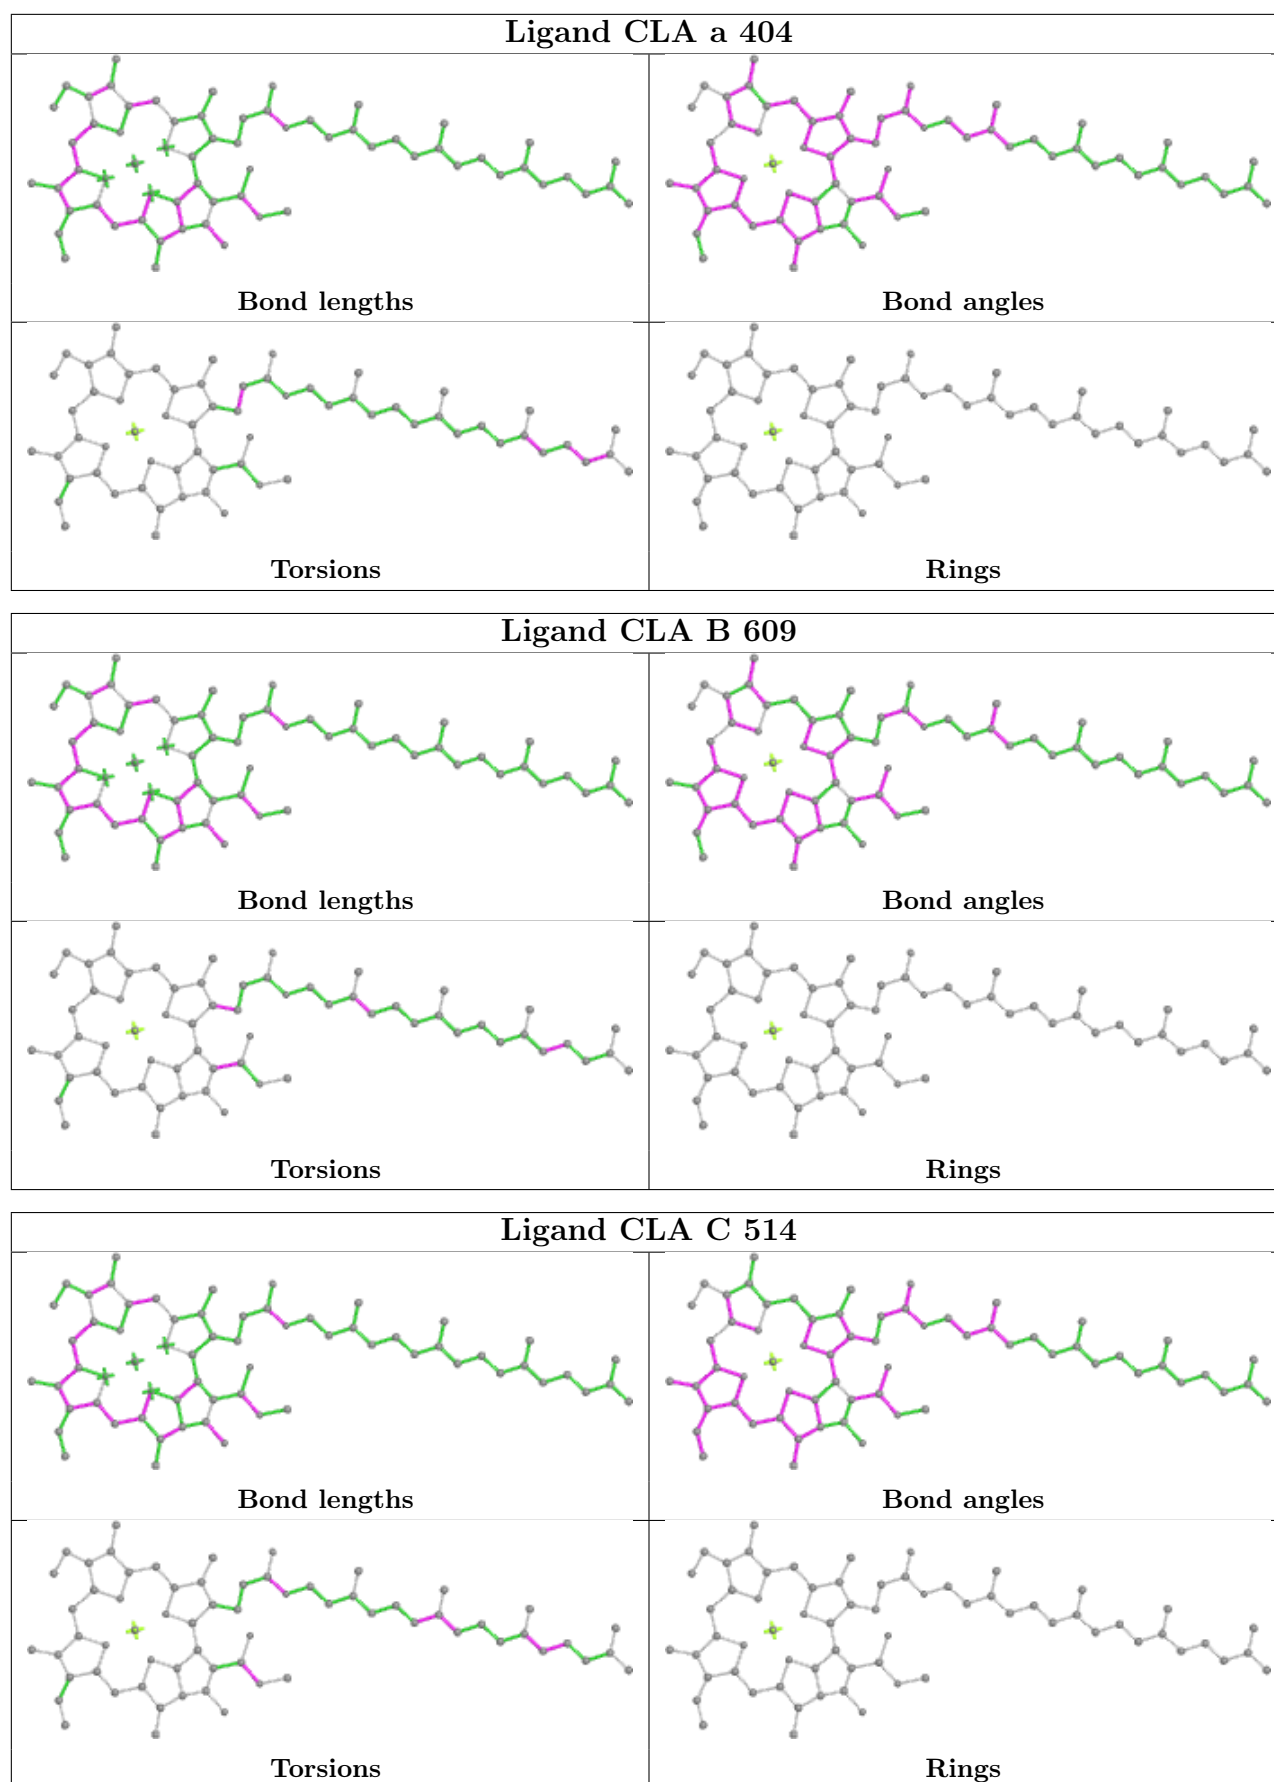 Ligand CLA a 404
Bond lengths
Bond angles
Torsions
Rings
Ligand CLA B 609
Bond lengths
Bond angles
Torsions
Rings
Ligand CLA C 514
Bond lengths
Bond angles
Torsions
Rings